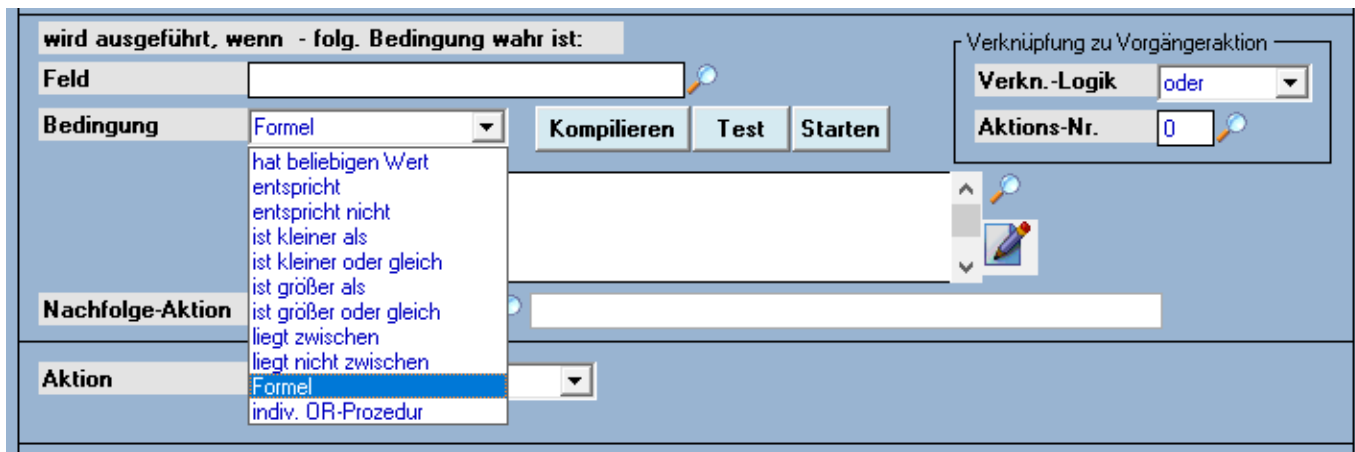 wird ausgeführt, wenn - folg. Bedingung wahr ist:
Verknüpfung zu Vorgängeraktion
Feld
Verkn.-Logik oder
Bedingung Formel Kompilieren Test Starten
Aktions-Nr. 0
hat beliebigen Wert
entspricht
entspricht nicht
ist kleiner als
ist kleiner oder gleich
ist größer als
Nachfolge-Aktion
ist größer oder gleich
liegt zwischen
liegt nicht zwischen
Aktion
Formel
indiv. OR-Prozedur